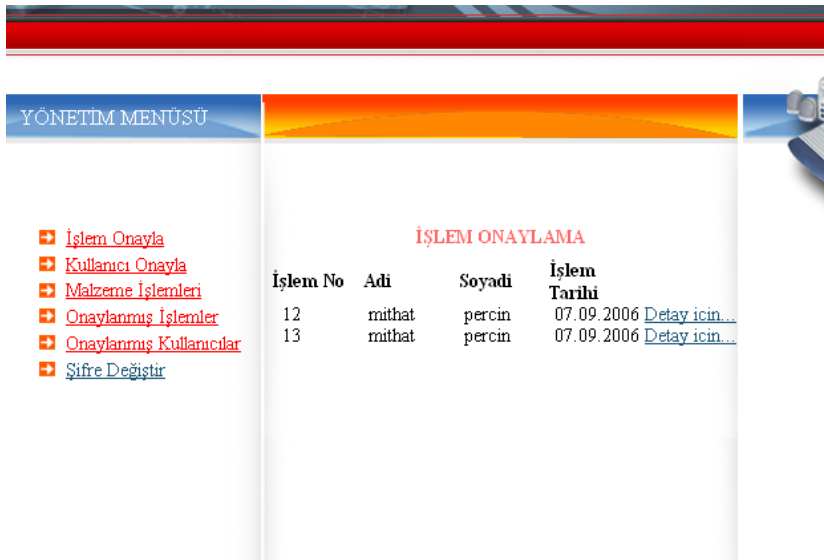 YÖNETİM MENÜSÜ
İşlem Onayla
Kullanıcı Onayla
Malzeme İşlemleri
Onaylanmış İşlemler
Onaylanmış Kullanıcılar
Şifre Değiştir
İŞLEM ONAYLAMA
İşlem No Adi Soyadi İşlem
Tarihi
12 mithat percin 07.09.2006 Detay icin...
13 mithat percin 07.09.2006 Detay icin...